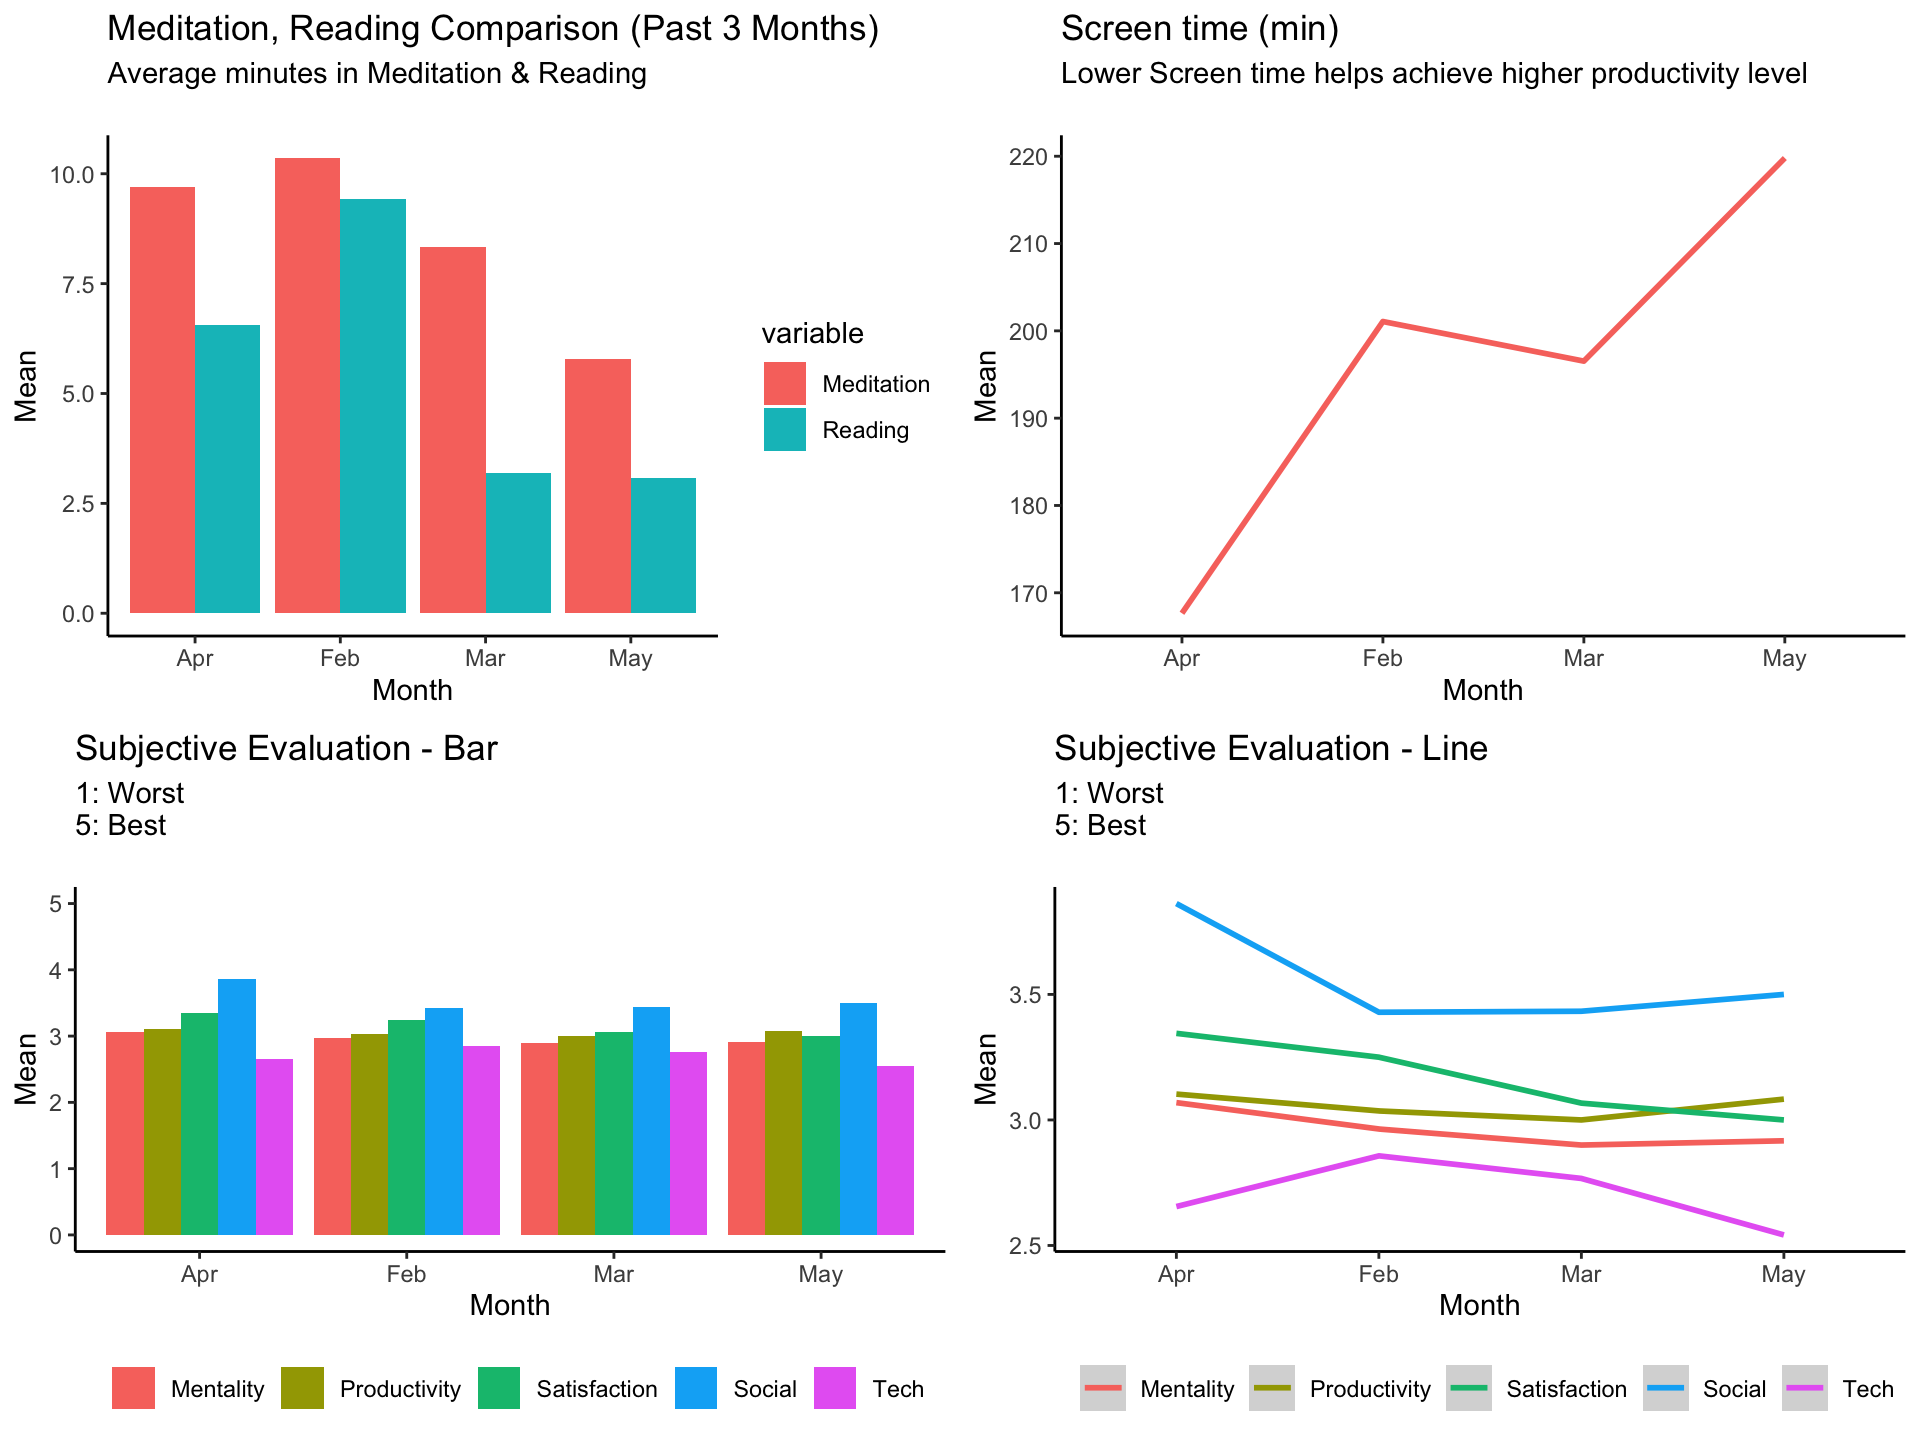 Meditation, Reading Comparison (Past 3 Months)
Average minutes in Meditation & Reading
Mean
10.0
7.5
5.0
2.5
0.0
Apr
Feb
Mar
May
Month
variable
Meditation
Reading
Screen time (min)
Lower Screen time helps achieve higher productivity level
Mean
220
210
200
190
180
170
Apr
Feb
Mar
May
Month
Subjective Evaluation - Bar
1: Worst
5: Best
Mean
5
4
3
2
1
0
Apr
Feb
Mar
May
Month
Mentality
Productivity
Satisfaction
Social
Tech
Subjective Evaluation - Line
1: Worst
5: Best
Mean
3.5
3.0
2.5
Apr
Feb
Mar
May
Month
Mentality
Productivity
Satisfaction
Social
Tech